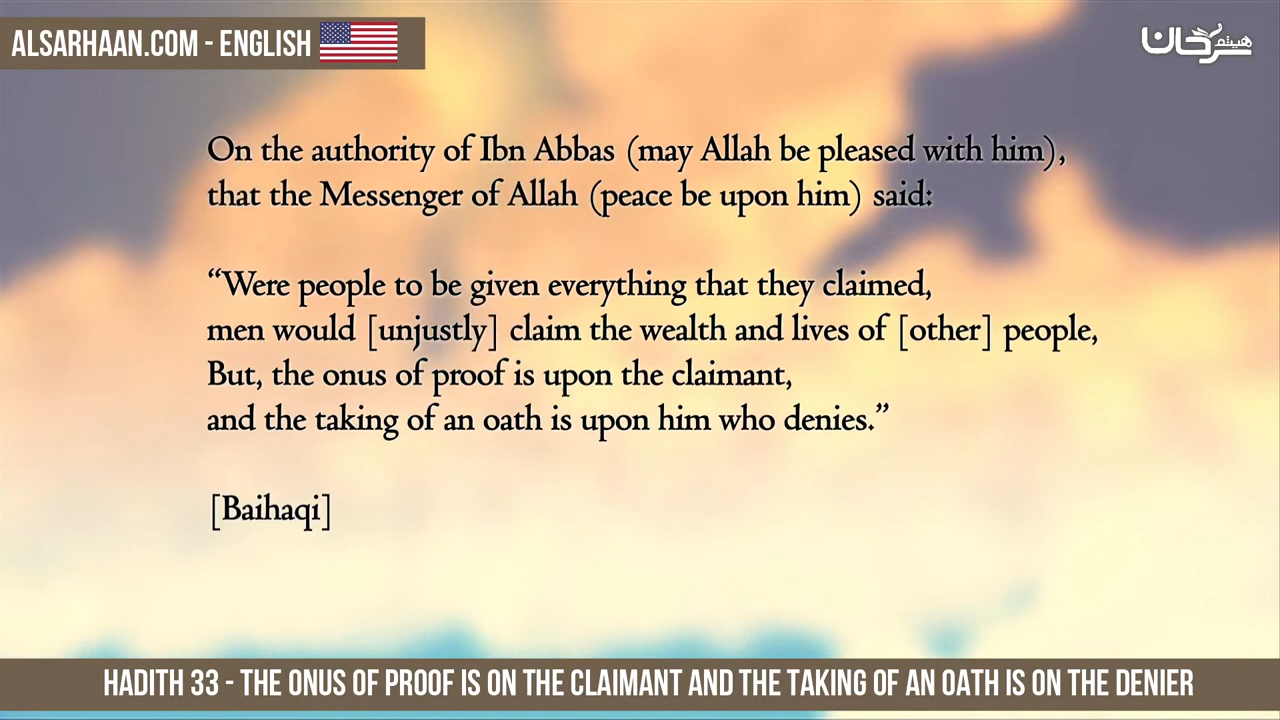 ALSARHAAN.COM - ENGLISH
هيثم سرحان
On the authority of Ibn Abbas (may Allah be pleased with him),
that the Messenger of Allah (peace be upon him) said:
“Were people to be given everything that they claimed,
men would [unjustly] claim the wealth and lives of [other] people,
But, the onus of proof is upon the claimant,
and the taking of an oath is upon him who denies.”
[Baihaqi]
HADITH 33 - THE ONUS OF PROOF IS ON THE CLAIMANT AND THE TAKING OF AN OATH IS ON THE DENIER